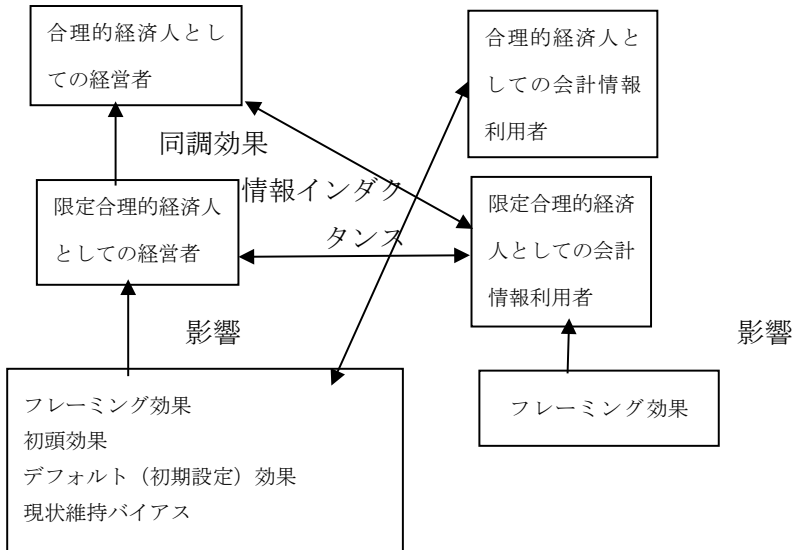 合理的経済人とし
ての経営者
合理的経済人と
しての会計情報
利用者
同調効果
情報インダク
タンス
限定合理的経済人
としての経営者
限定合理的経済
人としての会計
情報利用者
影響
影響
フレーミング効果
初頭効果
デフォルト（初期設定）効果
現状維持バイアス
フレーミング効果